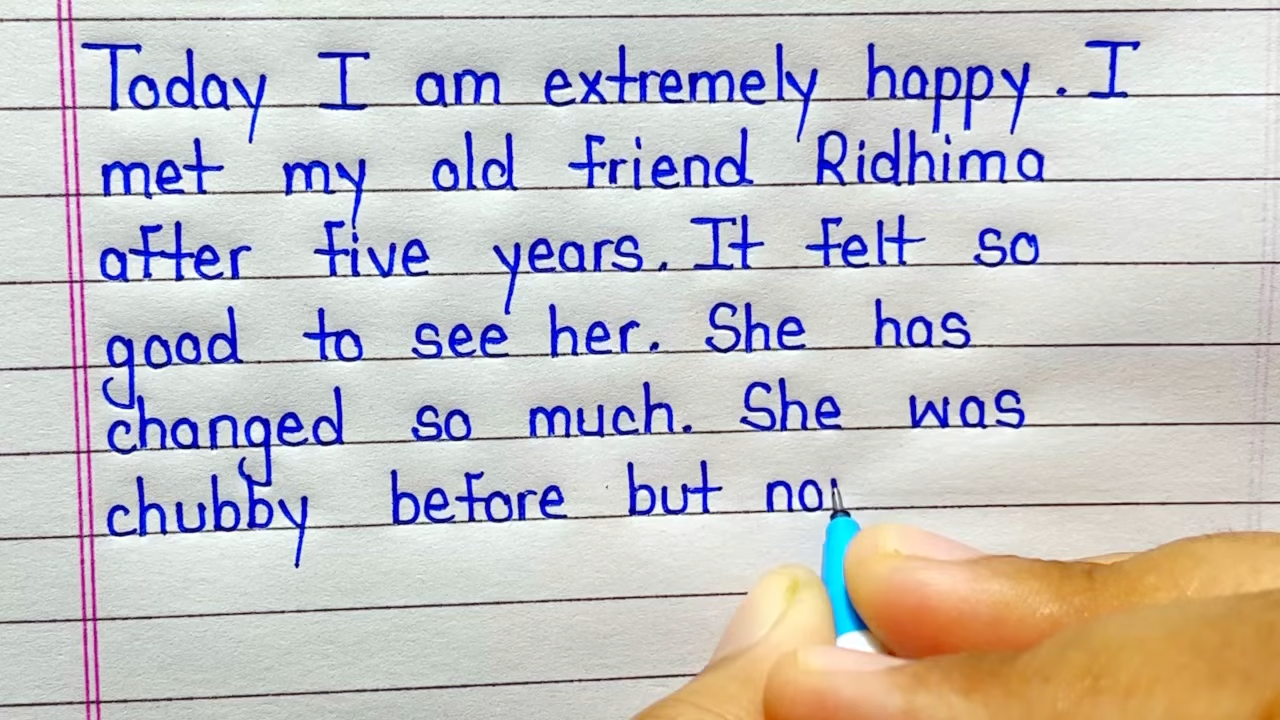 Today I am extremely happy. I
met my old friend Ridhima
after five years. It felt so
good to see her. She has
changed so much. She was
chubby before but no